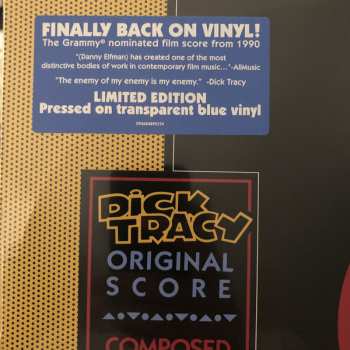 FINALLY BACK ON VINYL!
The Grammy® nominated film score from 1990
"(Danny Elfman) has created one of the most
distinctive bodies of work in contemporary film music..."-AllMusic
"The enemy of my enemy is my enemy." -Dick Tracy
LIMITED EDITION
Pressed on transparent blue vinyl
DICK
TRACY
ORIGINAL
SCORE
COMPOSED